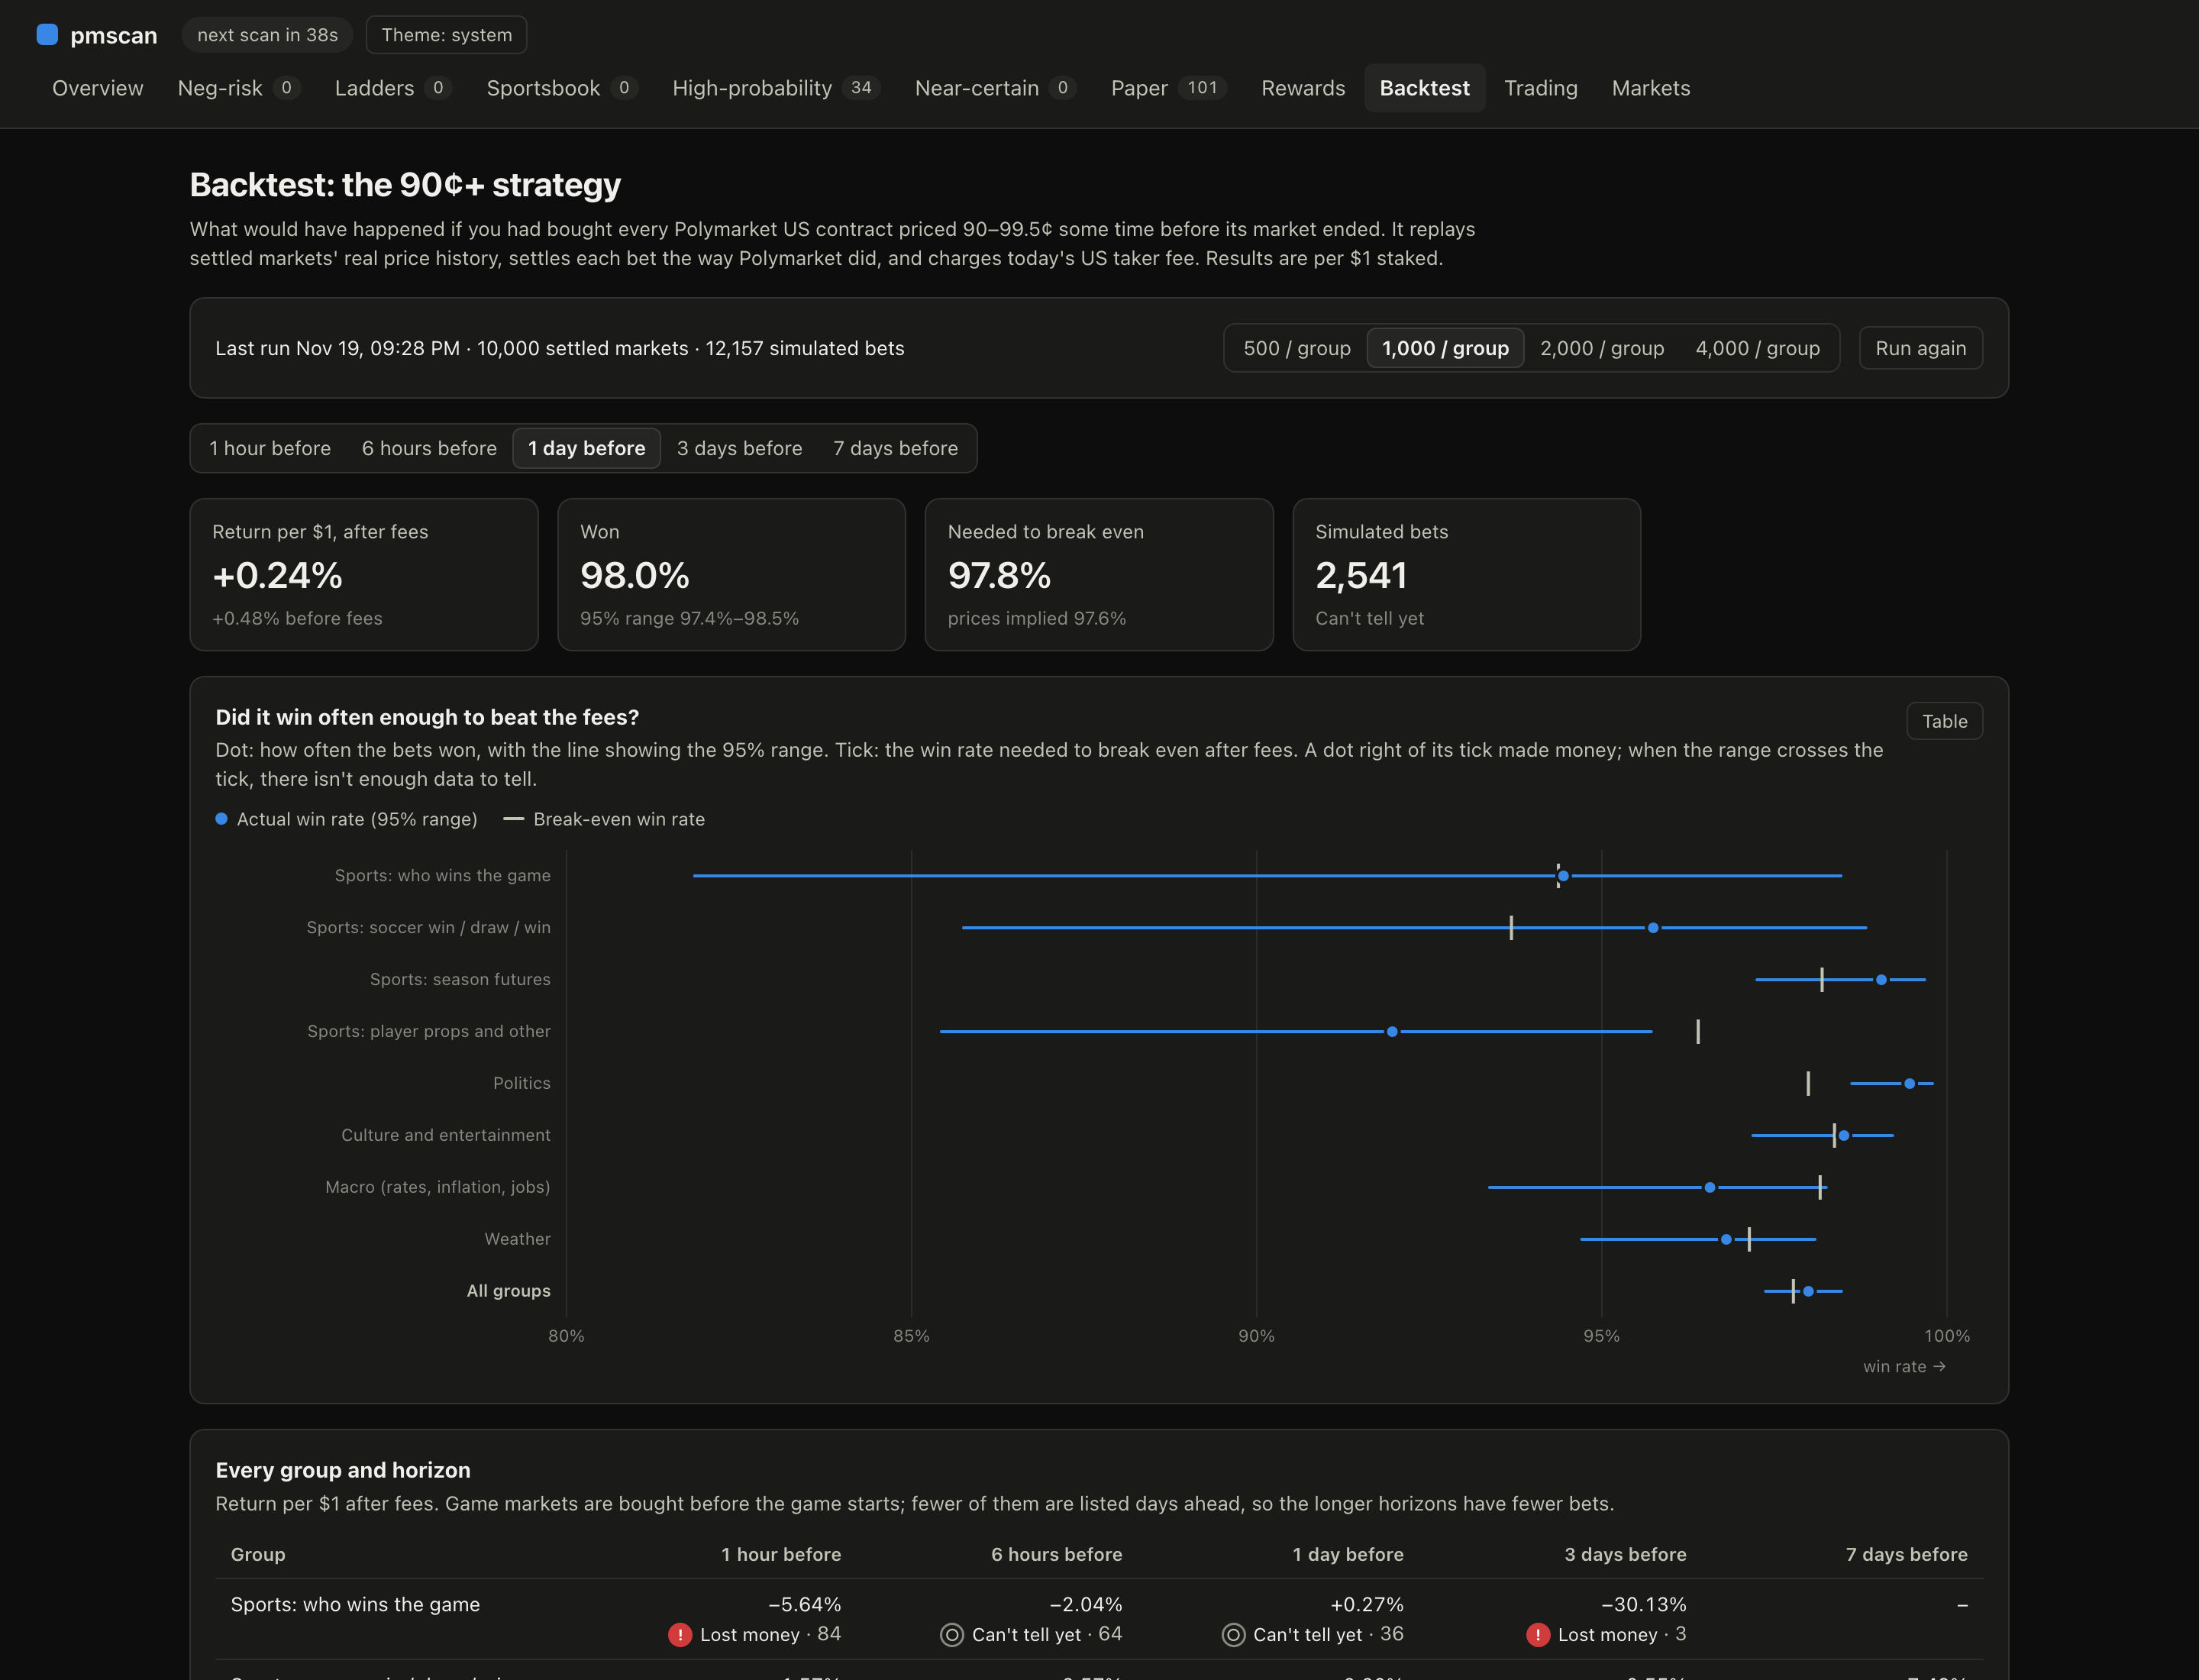 pmscan
next scan in 38s
Theme: system
Overview
Neg-risk 0
Ladders 0
Sportsbook 0
High-probability 34
Near-certain 0
Paper 101
Rewards
Backtest
Trading
Markets
Backtest: the 90¢+ strategy
What would have happened if you had bought every Polymarket US contract priced 90–99.5¢ some time before its market ended. It replays
settled markets' real price history, settles each bet the way Polymarket did, and charges today's US taker fee. Results are per $1 staked.
Last run Nov 19, 09:28 PM · 10,000 settled markets · 12,157 simulated bets
500 / group
1,000 / group
2,000 / group
4,000 / group
Run again
1 hour before
6 hours before
1 day before
3 days before
7 days before
Return per $1, after fees
+0.24%
+0.48% before fees
Won
98.0%
95% range 97.4%–98.5%
Needed to break even
97.8%
prices implied 97.6%
Simulated bets
2,541
Can't tell yet
Did it win often enough to beat the fees?
Table
Dot: how often the bets won, with the line showing the 95% range. Tick: the win rate needed to break even after fees. A dot right of its tick made money; when the range crosses the
tick, there isn't enough data to tell.
Actual win rate (95% range)
Break-even win rate
Sports: who wins the game
Sports: soccer win / draw / win
Sports: season futures
Sports: player props and other
Politics
Culture and entertainment
Macro (rates, inflation, jobs)
Weather
All groups
80%
85%
90%
95%
100%
win rate →
Every group and horizon
Return per $1 after fees. Game markets are bought before the game starts; fewer of them are listed days ahead, so the longer horizons have fewer bets.
Group 1 hour before 6 hours before 1 day before 3 days before 7 days before
Sports: who wins the game −5.64% −2.04% +0.27% −30.13% –
! Lost money · 84 Can't tell yet · 64 Can't tell yet · 36 ! Lost money · 3